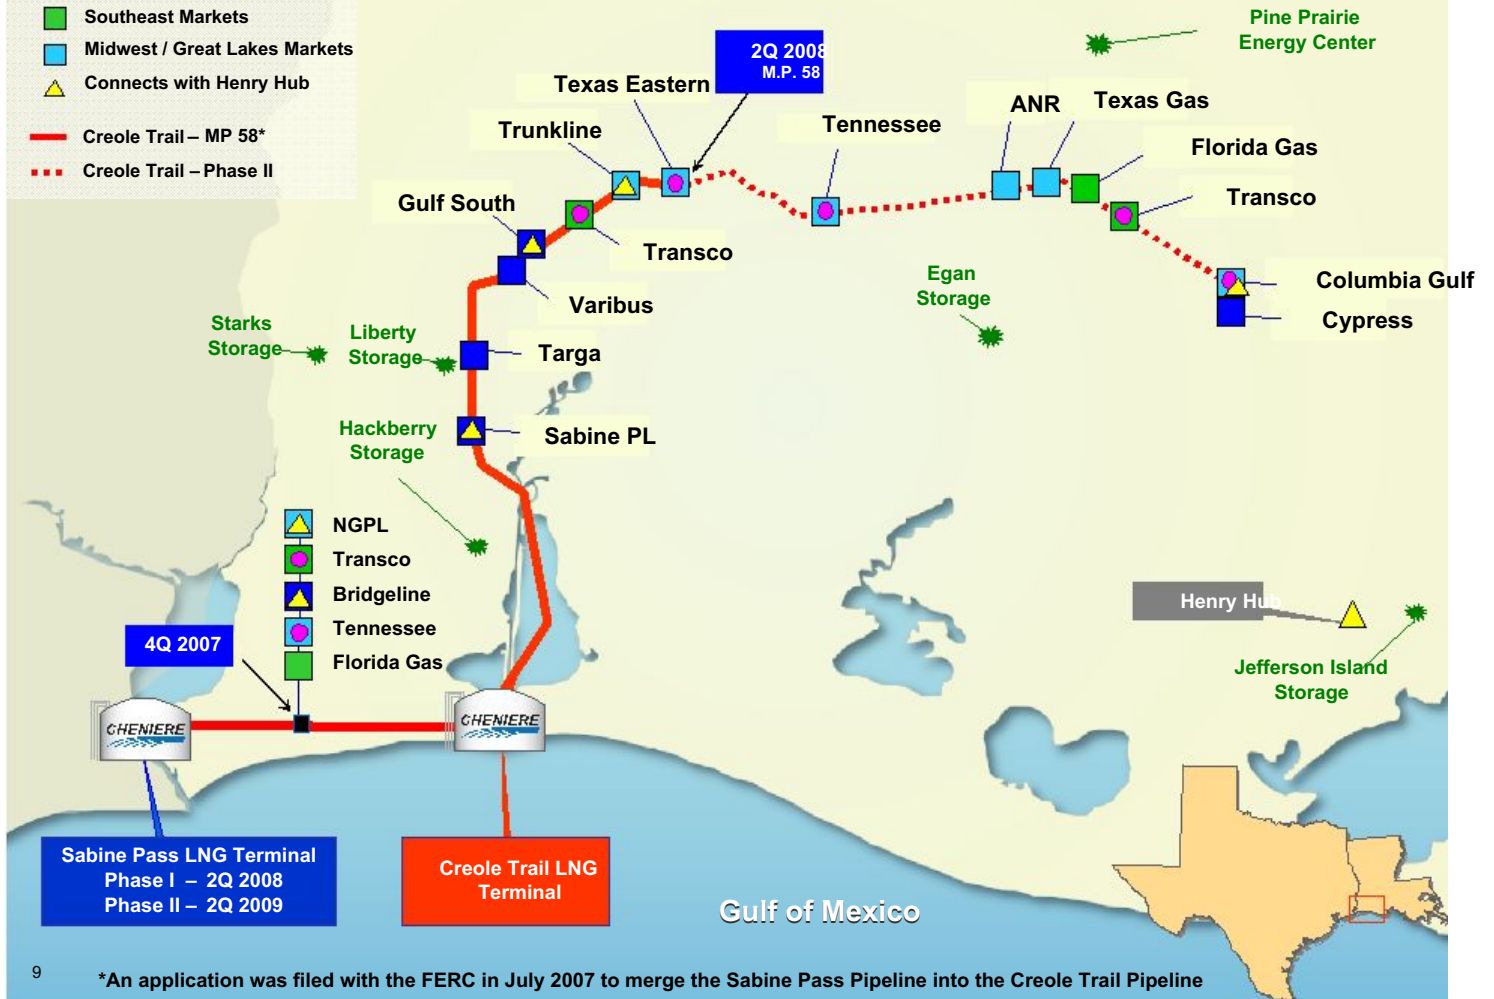 Southeast Markets
Midwest / Great Lakes Markets
Connects with Henry Hub
Creole Trail – MP 58*
Creole Trail – Phase II
2Q 2008
M.P. 58
Pine Prairie
Energy Center
Texas Eastern
Trunkline
Tennessee
ANR
Texas Gas
Florida Gas
Transco
Gulf South
Transco
Varibus
Columbia Gulf
Cypress
Egan
Storage
Starks
Storage
Liberty
Storage
Targa
Hackberry
Storage
Sabine PL
NGPL
Transco
Bridgeline
Tennessee
Florida Gas
4Q 2007
Henry Hub
Jefferson Island
Storage
CHENIERE
CHENIERE
Sabine Pass LNG Terminal
Phase I – 2Q 2008
Phase II – 2Q 2009
Creole Trail LNG
Terminal
Gulf of Mexico
9
*An application was filed with the FERC in July 2007 to merge the Sabine Pass Pipeline into the Creole Trail Pipeline